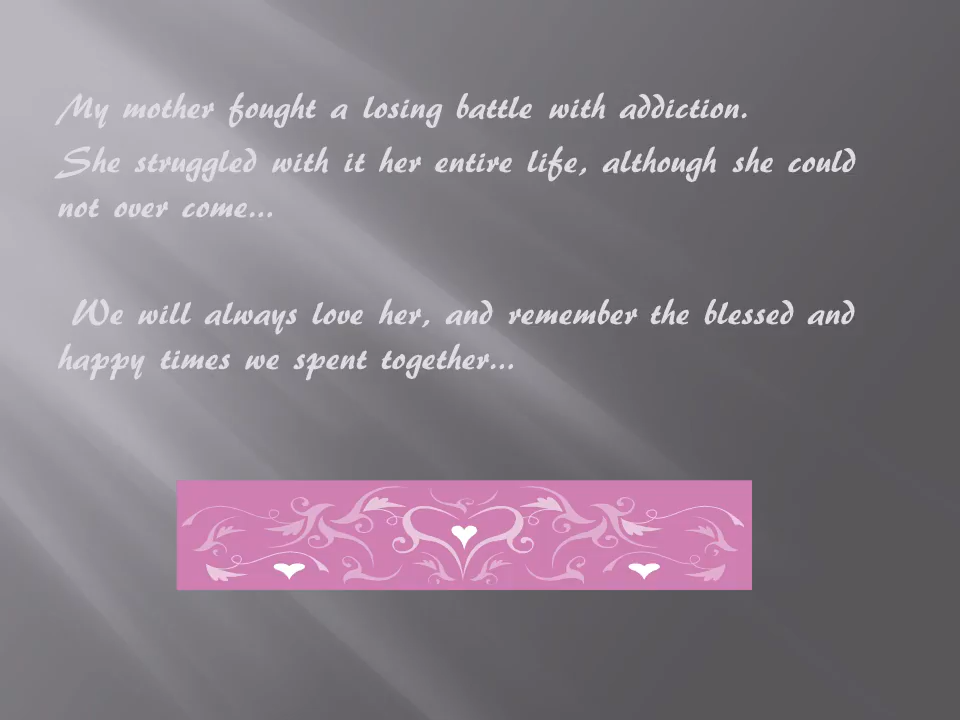 My mother fought a losing battle with addiction.
She struggled with it her entire life, although she could
not over come...
We will always love her, and remember the blessed and
happy times we spent together...